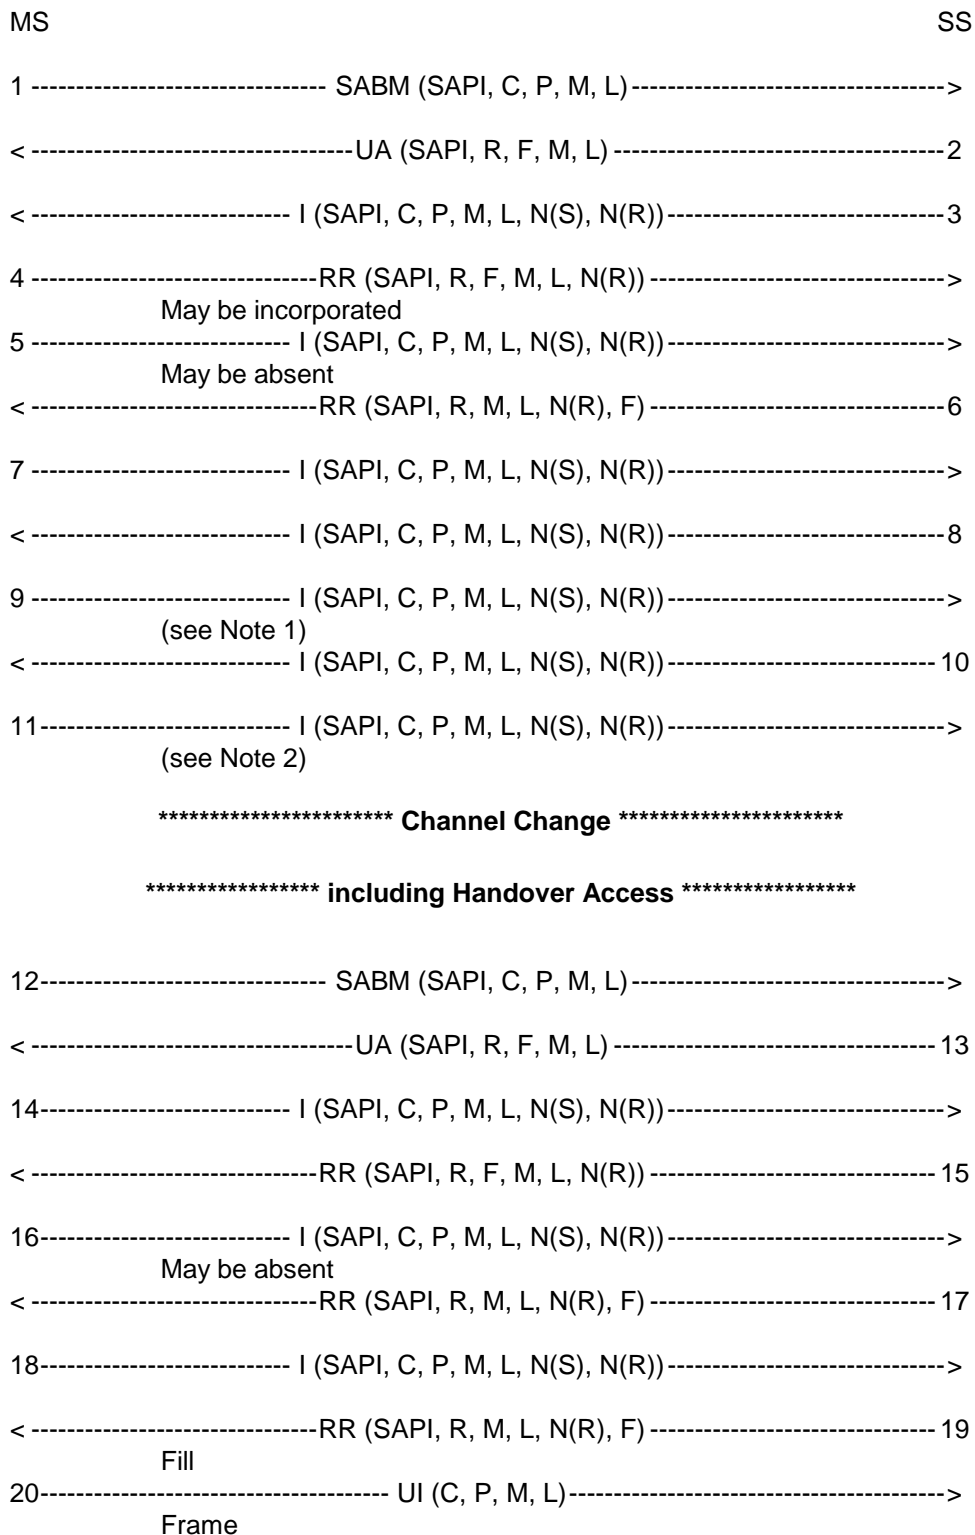 MS SS
1 --------------------------------- SABM (SAPI, C, P, M, L)----------------------------------->
< ------------------------------------UA (SAPI, R, F, M, L) -------------------------------------2
< ----------------------------- I (SAPI, C, P, M, L, N(S), N(R))-------------------------------3
4 --------------------------------RR (SAPI, R, F, M, L, N(R)) --------------------------------->
May be incorporated
5 ----------------------------- I (SAPI, C, P, M, L, N(S), N(R))------------------------------->
May be absent
< --------------------------------RR (SAPI, R, M, L, N(R), F) ---------------------------------6
7 ----------------------------- I (SAPI, C, P, M, L, N(S), N(R))------------------------------->
< ----------------------------- I (SAPI, C, P, M, L, N(S), N(R))-------------------------------8
9 ----------------------------- I (SAPI, C, P, M, L, N(S), N(R))------------------------------->
(see Note 1)
< ----------------------------- I (SAPI, C, P, M, L, N(S), N(R))------------------------------ 10
11---------------------------- I (SAPI, C, P, M, L, N(S), N(R))------------------------------->
(see Note 2)
*********************** Channel Change **********************
***************** including Handover Access *****************
12-------------------------------- SABM (SAPI, C, P, M, L)----------------------------------->
< ------------------------------------UA (SAPI, R, F, M, L) ------------------------------------ 13
14---------------------------- I (SAPI, C, P, M, L, N(S), N(R))------------------------------->
< --------------------------------RR (SAPI, R, F, M, L, N(R)) -------------------------------- 15
16---------------------------- I (SAPI, C, P, M, L, N(S), N(R))------------------------------->
May be absent
< --------------------------------RR (SAPI, R, M, L, N(R), F) -------------------------------- 17
18---------------------------- I (SAPI, C, P, M, L, N(S), N(R))------------------------------->
< --------------------------------RR (SAPI, R, M, L, N(R), F) -------------------------------- 19
Fill
20--------------------------------------- UI (C, P, M, L)------------------------------------------>
Frame